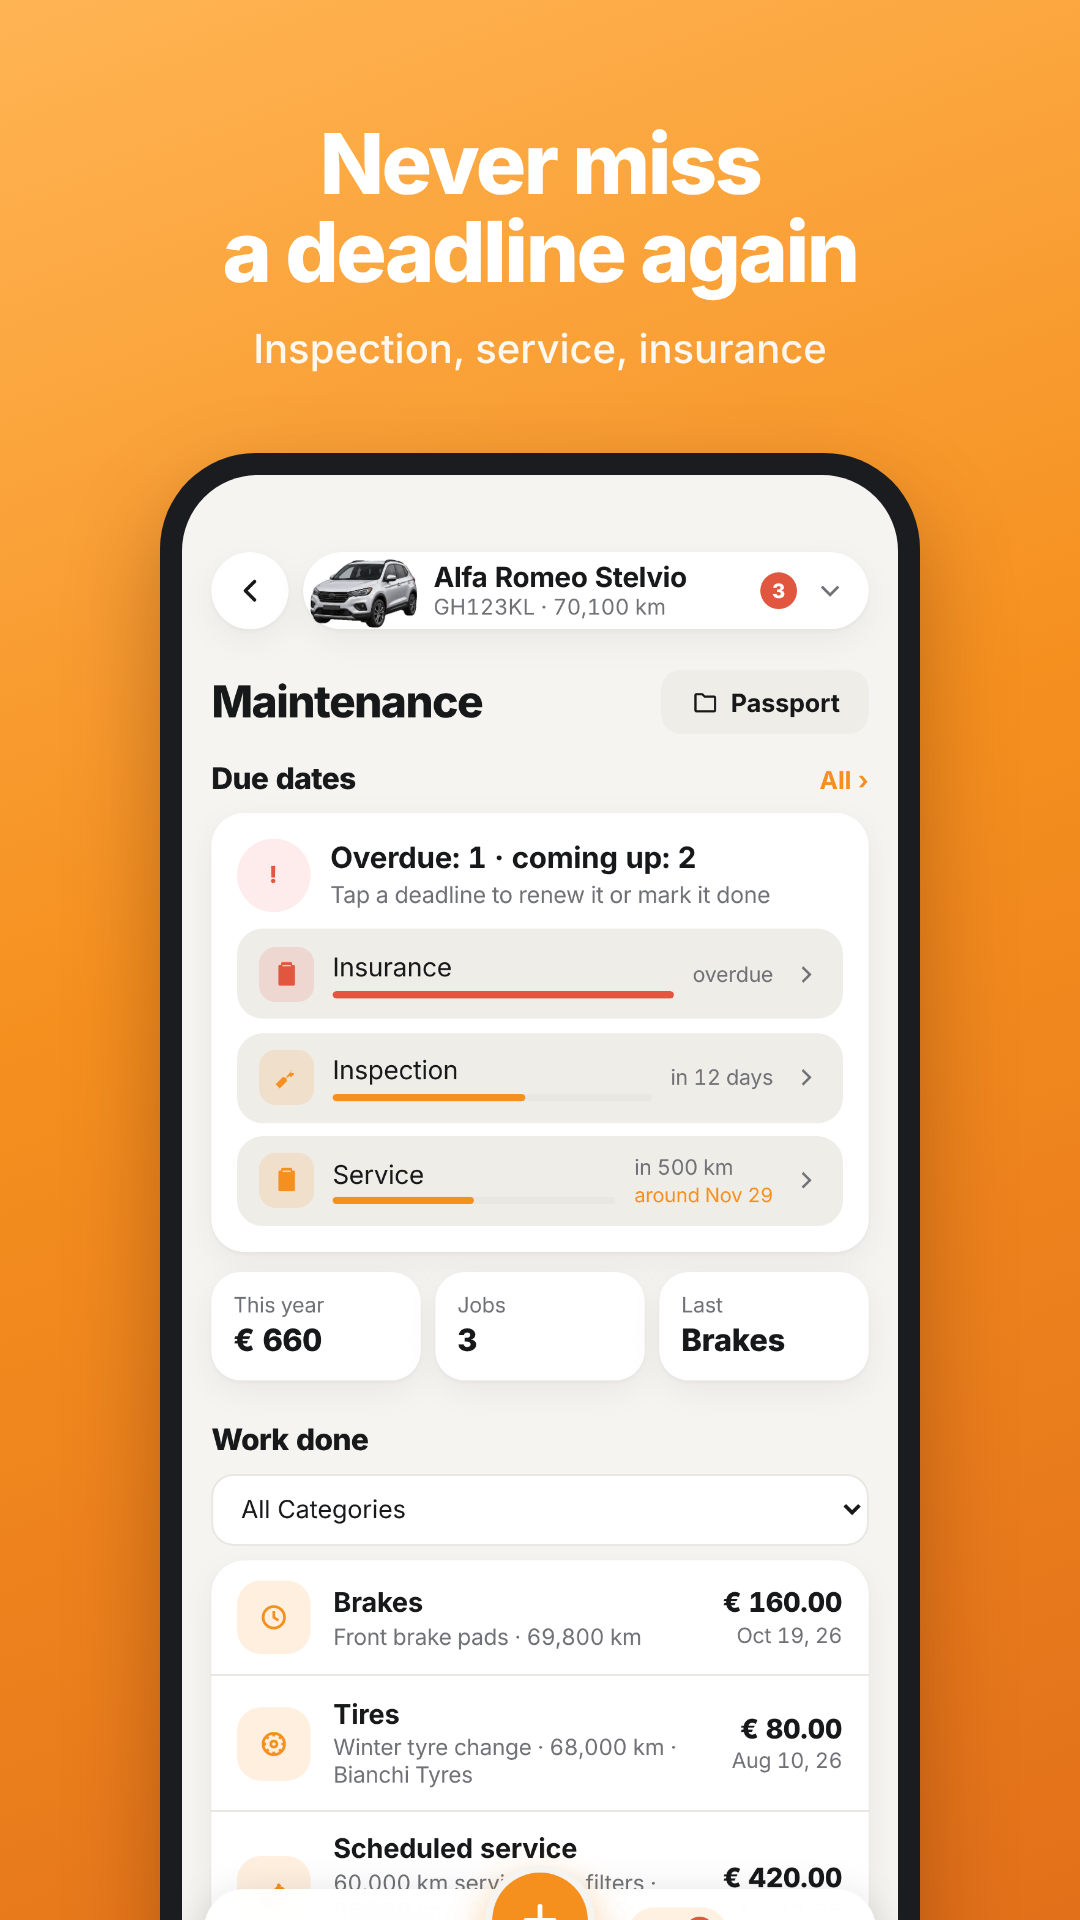 Never miss
a deadline again
Inspection, service, insurance
Alfa Romeo Stelvio
GH123KL · 70,100 km
3
Maintenance
Passport
Due dates
All ›
!
Overdue: 1 · coming up: 2
Tap a deadline to renew it or mark it done
Insurance
overdue
Inspection
in 12 days
Service
in 500 km
around Nov 29
This year
€ 660
Jobs
3
Last
Brakes
Work done
All Categories
Brakes
€ 160.00
Front brake pads · 69,800 km
Oct 19, 26
Tires
€ 80.00
Winter tyre change · 68,000 km ·
Bianchi Tyres
Aug 10, 26
Scheduled service
€ 420.00
60,000 km filters ·